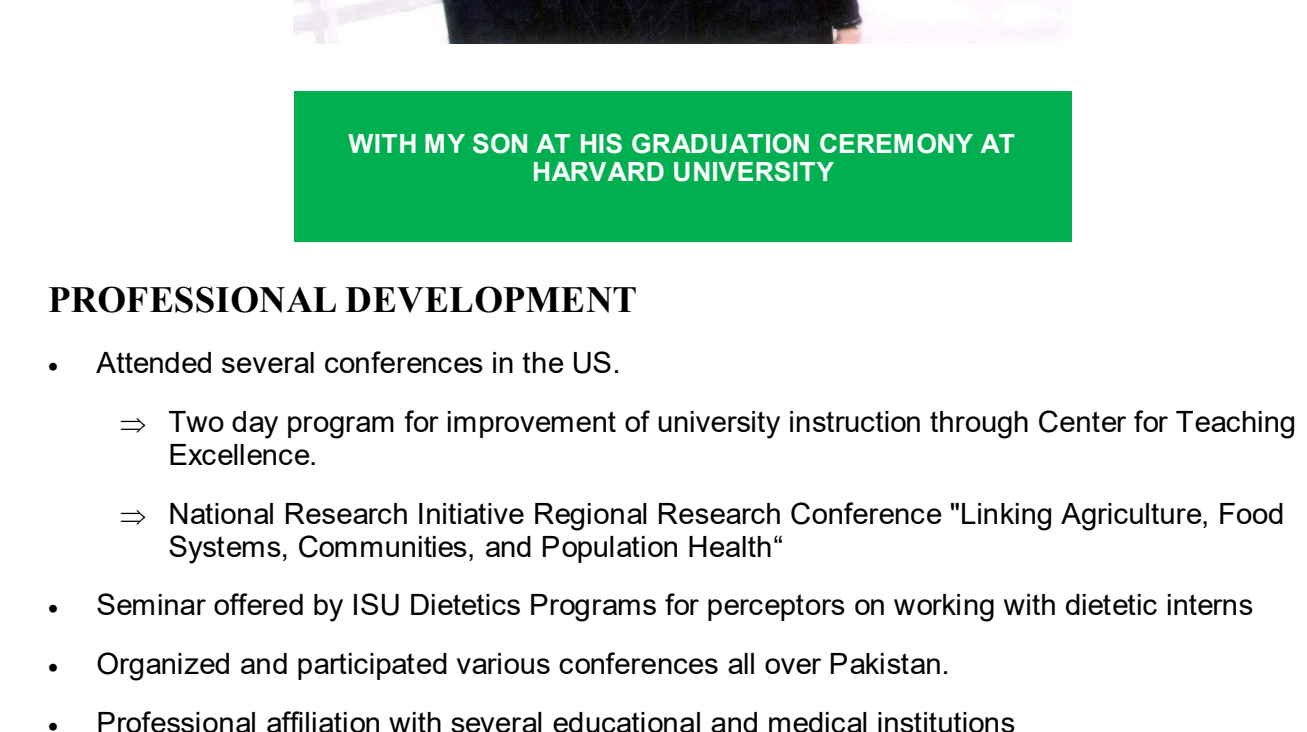 WITH MY SON AT HIS GRADUATION CEREMONY AT
HARVARD UNIVERSITY
PROFESSIONAL DEVELOPMENT
• Attended several conferences in the US.
⇒ Two day program for improvement of university instruction through Center for Teaching
Excellence.
⇒ National Research Initiative Regional Research Conference "Linking Agriculture, Food
Systems, Communities, and Population Health“
• Seminar offered by ISU Dietetics Programs for perceptors on working with dietetic interns
• Organized and participated various conferences all over Pakistan.
• Professional affiliation with several educational and medical institutions